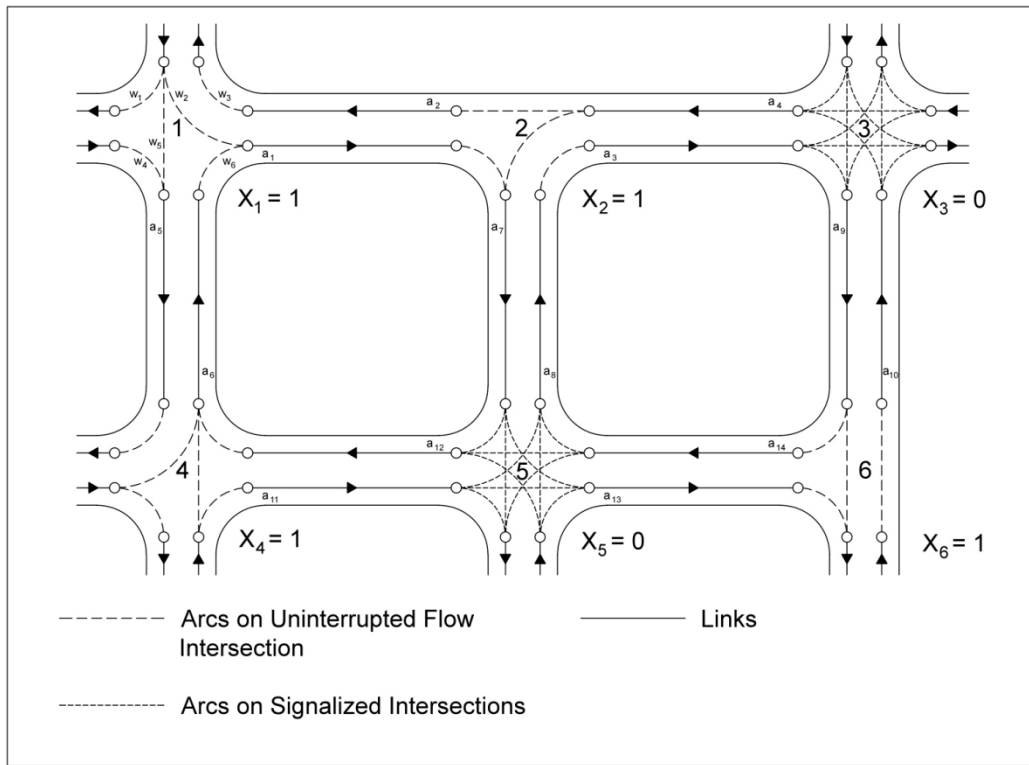 w1 w2 w3 a2 a4
1 2 3
w5
w4 w6 a1 a3
X1 = 1 X2 = 1 X3 = 0
a5 a7 a9
a6 a8 a10
a12 a14
4 5 6
a11 a13
X4 = 1 X5 = 0 X6 = 1
Arcs on Uninterrupted Flow Links
Intersection
Arcs on Signalized Intersections